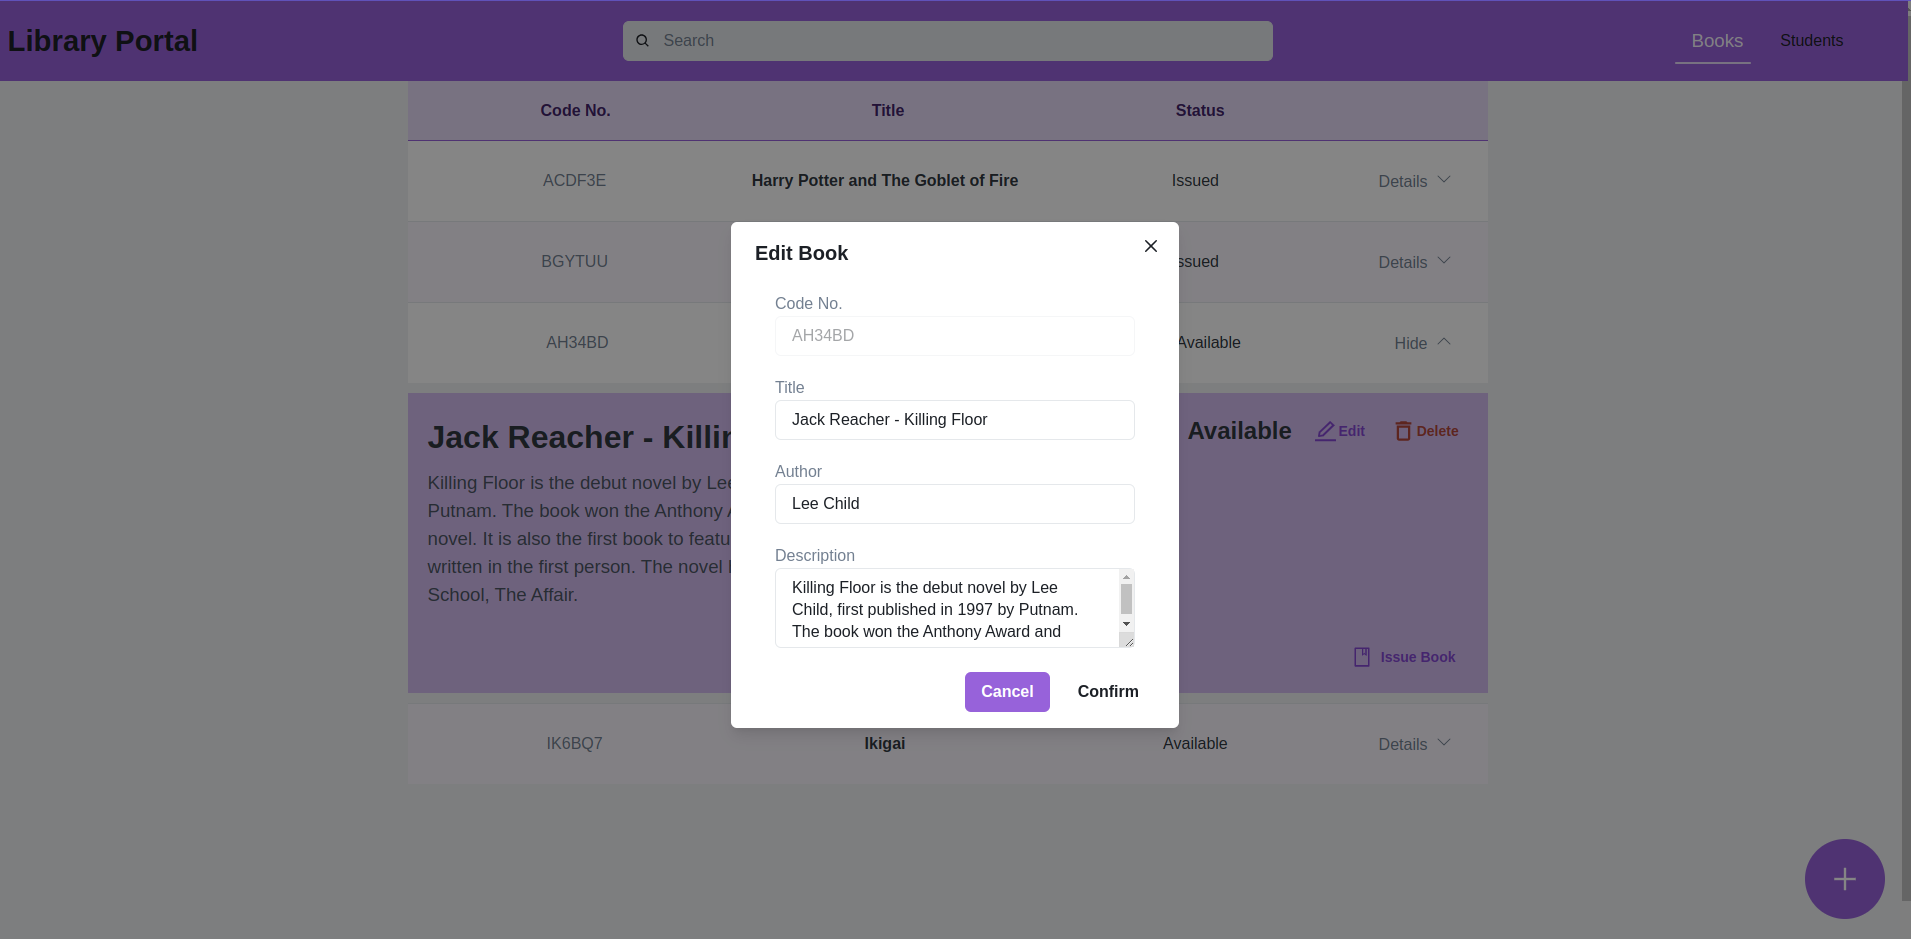 Library Portal
Search
Books
Students
Code No.
Title
Status
ACDF3E
Harry Potter and The Goblet of Fire
Issued
Details
BGYTUU
ssued
Details
AH34BD
Available
Hide
Jack Reacher - Killin
Available
Edit
Delete
Killing Floor is the debut novel by Lee
Putnam. The book won the Anthony A
novel. It is also the first book to featu
written in the first person. The novel
School, The Affair.
Issue Book
Edit Book
Code No.
AH34BD
Title
Jack Reacher - Killing Floor
Author
Lee Child
Description
Killing Floor is the debut novel by Lee
Child, first published in 1997 by Putnam.
The book won the Anthony Award and
Cancel
Confirm
IK6BQ7
Ikigai
Available
Details